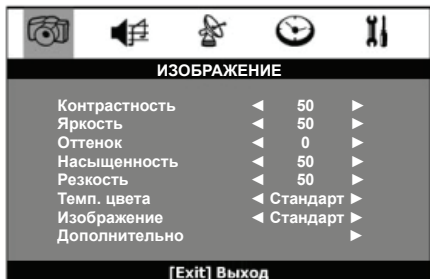 ИЗОБРАЖЕНИЕ
Контрастность ◄ 50 ►
Яркость ◄ 50 ►
Оттенок ◄ 0 ►
Насыщенность ◄ 50 ►
Резкость ◄ 50 ►
Темп. цвета ◄ Стандарт ►
Изображение ◄ Стандарт ►
Дополнительно ►
[Exit] Выход